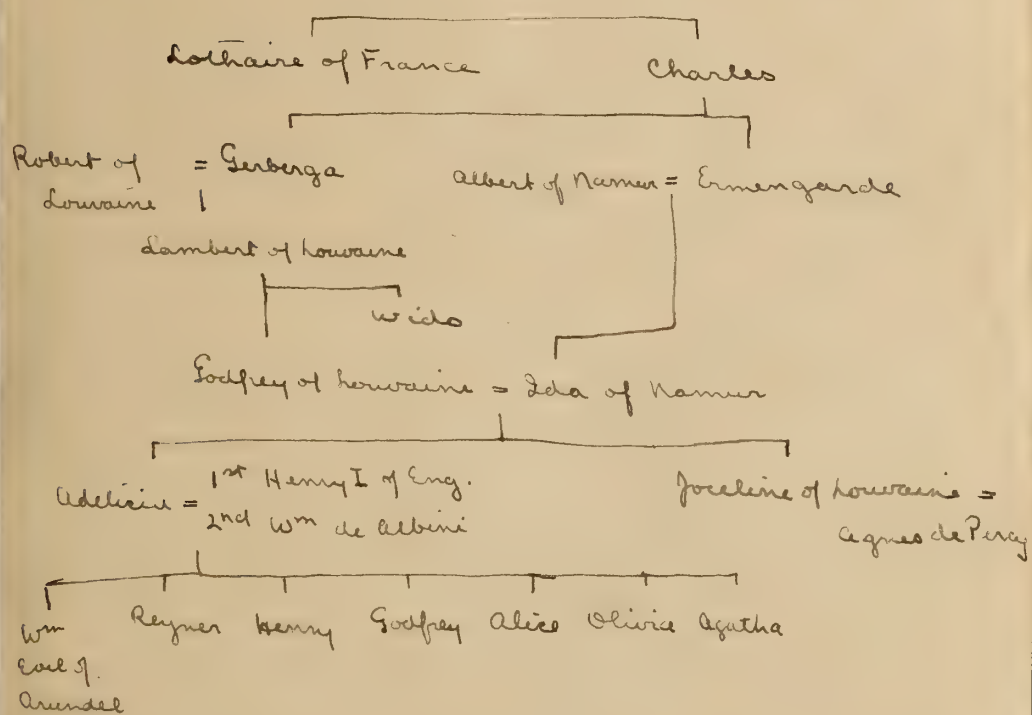 Lothaire of France Charles
Robert of = Gerberga
Louvaine
Albert of Namur = Ermengarde
Lambert of Louvaine
Wido
Godfrey of Louvaine = Ida of Namur
Adelicia = 1st Henry I of Eng.
2nd Wm de Albini
Joceline of Louvaine =
Agnes de Percy
Wm Reyner Henry Godfrey Alice Olivia Agatha
Earl of.
Arundel